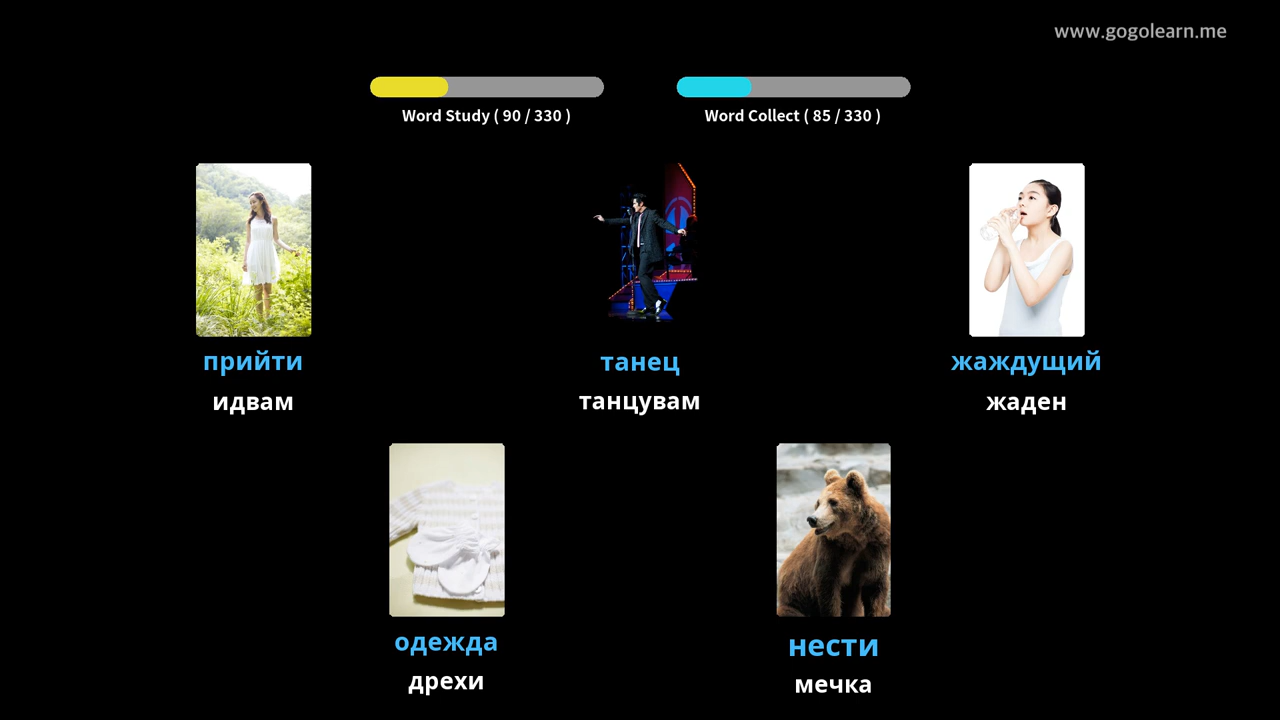 www.gogolearn.me
Word Study ( 90 / 330 )
Word Collect ( 85 / 330 )
прийти
идвам
танец
танцувам
жаждущий
жаден
одежда
дрехи
нести
мечка